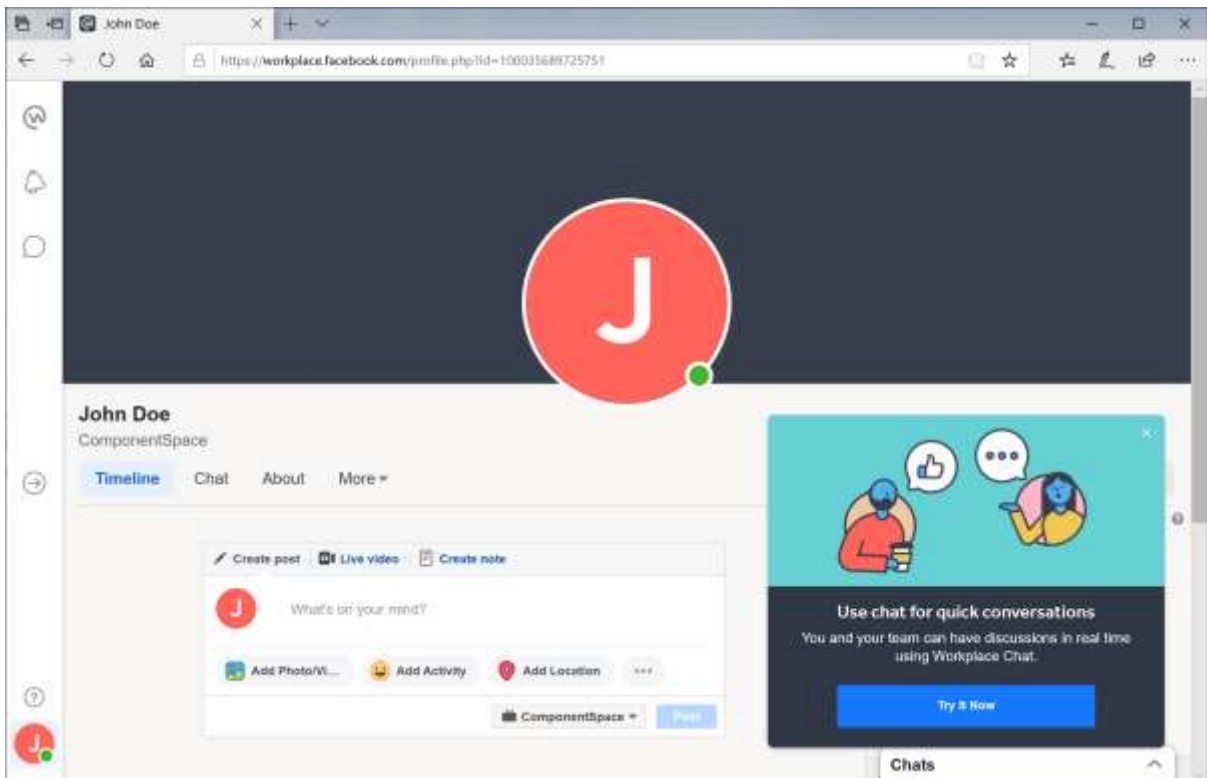 John Doe
https://workplace.facebook.com/profile.php?id=100035689725751
J
John Doe
ComponentSpace
Timeline Chat About More
Create post Live video Create note
J
What's on your mind?
Add Photo/Vi... Add Activity Add Location
ComponentSpace Post
Use chat for quick conversations
You and your team can have discussions in real time
using Workplace Chat.
Try It Now
J
Chats